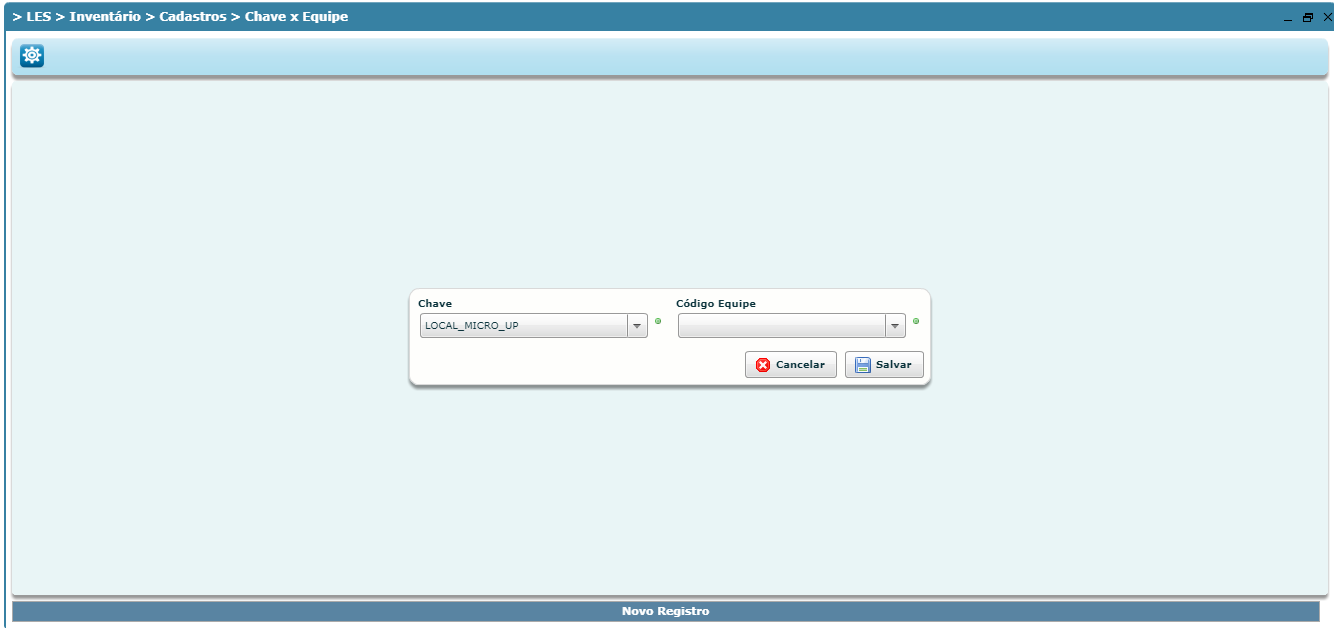 > LES > Inventário > Cadastros > Chave x Equipe
Chave
Código Equipe
LOCAL_MICRO_UP
Cancelar
Salvar
Novo Registro